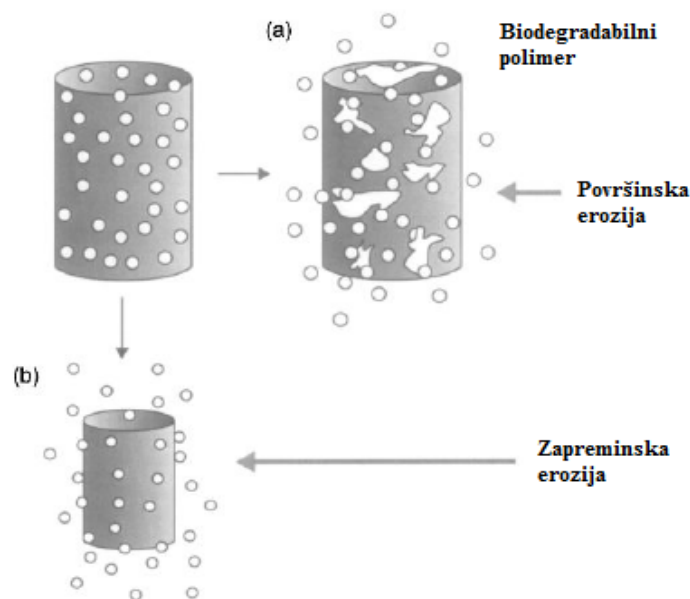 (a)
Biodegradabilni
polimer
Površinska
erozija
(b)
Zapreminska
erozija